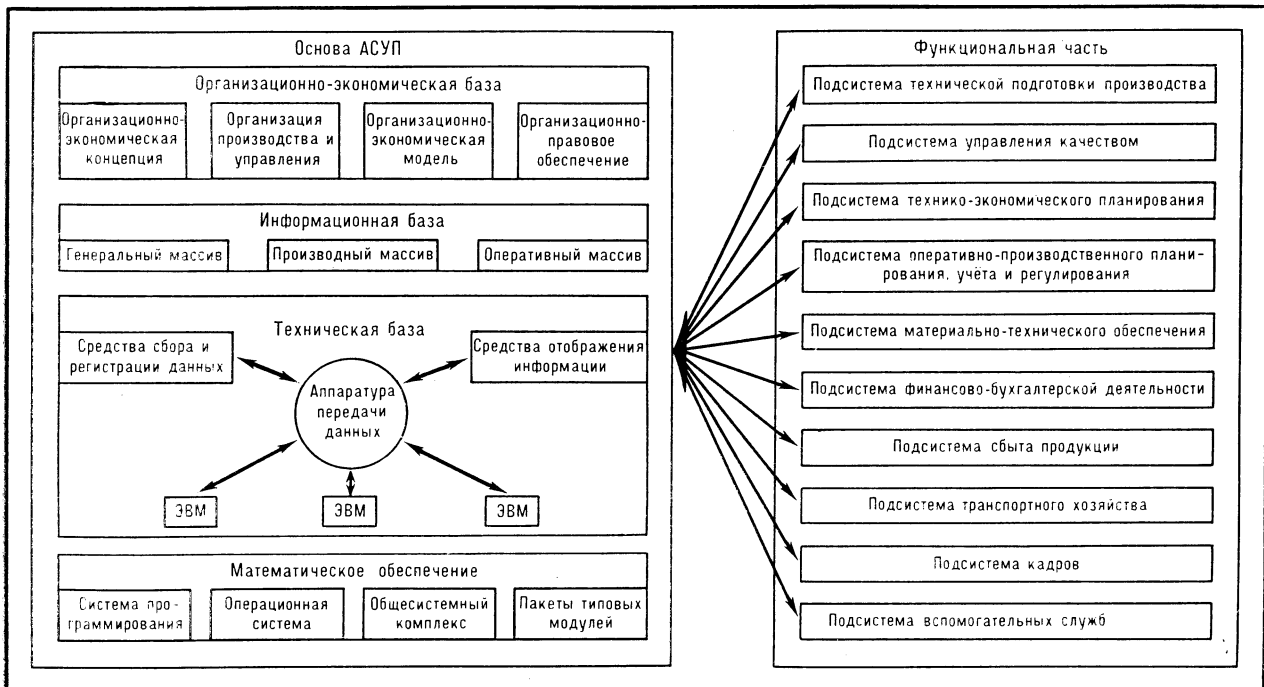 Основа АСУП
Организационно-экономическая база
Организационно-
экономическая
концепция
Организация
производства и
управления
Организационно-
экономическая
модель
Организационно-
правовое
обеспечение
Информационная база
Генеральный массив
Производный массив
Оперативный массив
Техническая база
Средства сбора и
регистрации данных
Средства отображения
информации
Аппаратура
передачи
данных
ЭВМ
ЭВМ
ЭВМ
Математическое обеспечение
Система про-
граммирования
Операционная
система
Общесистемный
комплекс
Пакеты типовых
модулей
Функциональная часть
Подсистема технической подготовки производства
Подсистема управления качеством
Подсистема технико-экономического планирования
Подсистема оперативно-производственного плани-
рования, учёта и регулирования
Подсистема материально-технического обеспечения
Подсистема финансово-бухгалтерской деятельности
Подсистема сбыта продукции
Подсистема транспортного хозяйства
Подсистема кадров
Подсистема вспомогательных служб